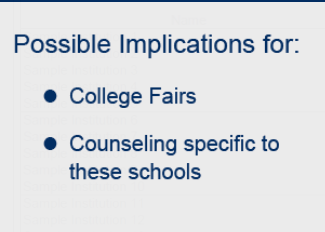 Possible Implications for:
● College Fairs
● Counseling specific to
these schools